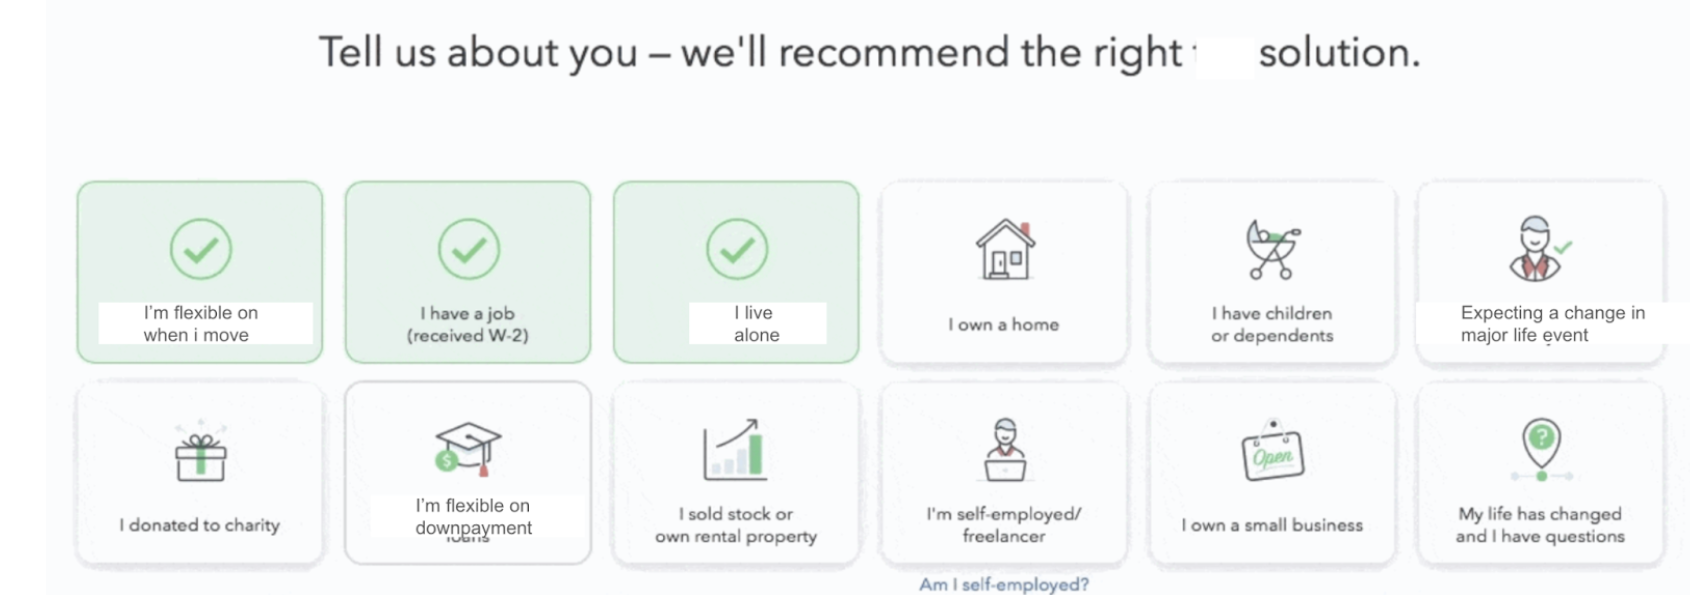 Tell us about you – we'll recommend the right solution.
I'm flexible on
when i move
I have a job
(received W-2)
I live
alone
I own a home
I have children
or dependents
Expecting a change in
major life event
I donated to charity
I'm flexible on
downpayment
I sold stock or
own rental property
I'm self-employed/
freelancer
Open
I own a small business
?
My life has changed
and I have questions
Am I self-employed?